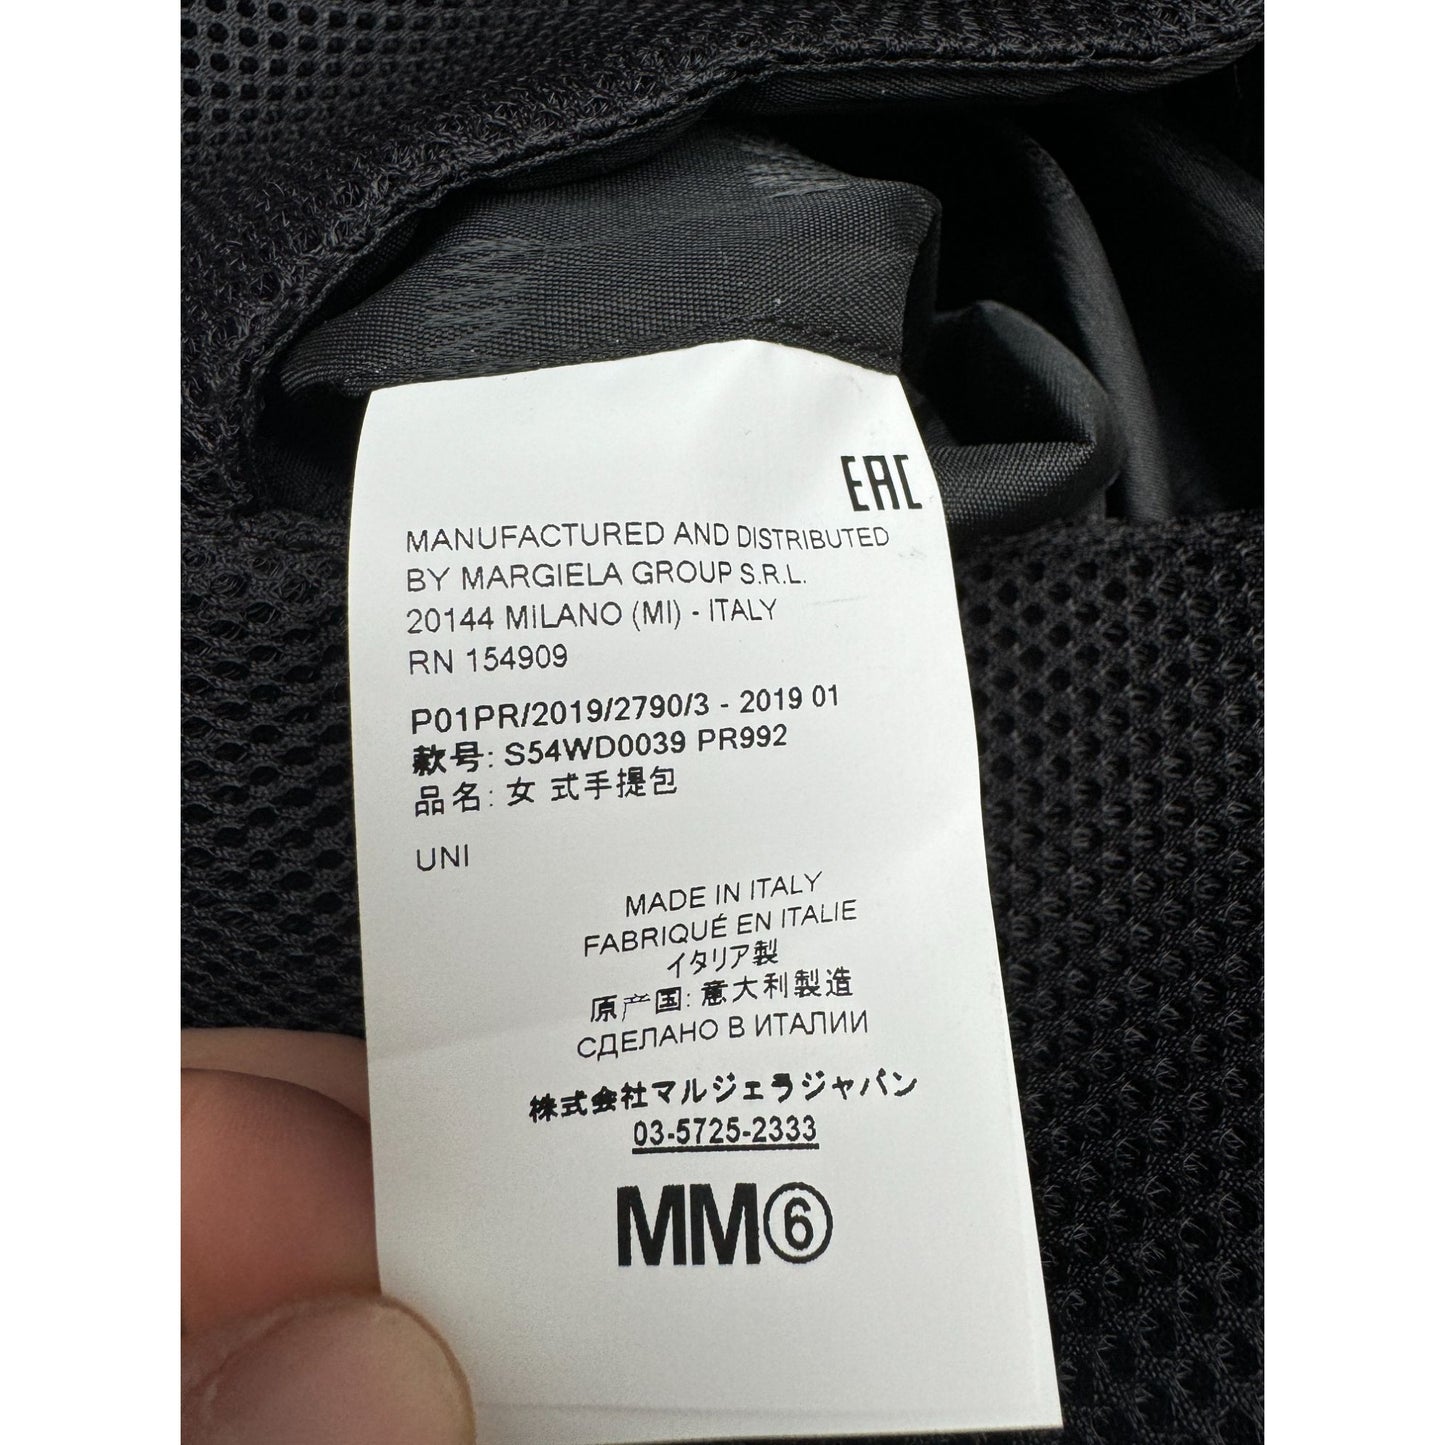 EAC
MANUFACTURED AND DISTRIBUTED
BY MARGIELA GROUP S.R.L.
20144 MILANO (MI) - ITALY
RN 154909
P01PR/2019/2790/3 - 2019 01
款号: S54WD0039 PR992
品名: 女 式手提包
UNI
MADE IN ITALY
FABRIQUÉ EN ITALIE
イタリア製
原产国: 意大利製造
СДЕЛАНО В ИТАЛИИ
株式会社マルジェラジャパン
03-5725-2333
MM⑥